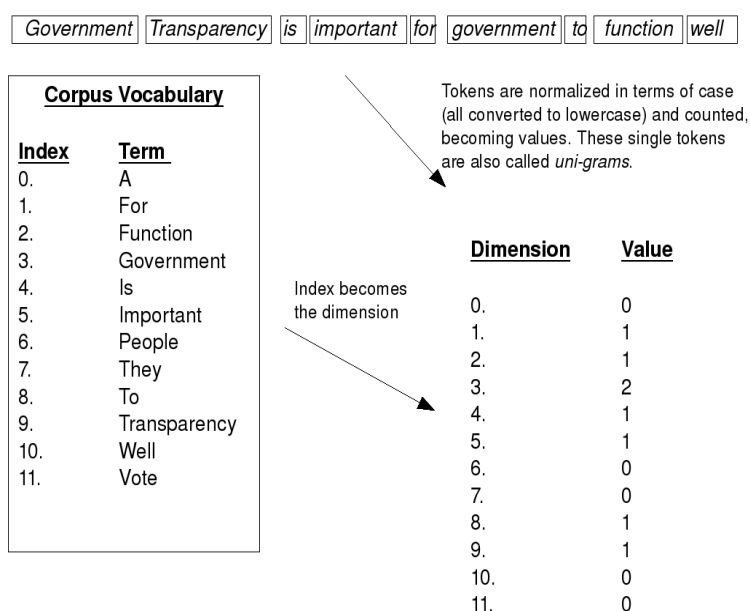 Government Transparency is important for government to function well
Tokens are normalized in terms of case
(all converted to lowercase) and counted,
becoming values. These single tokens
are also called uni-grams.
Corpus Vocabulary
Index Term
0. A
1. For
2. Function
3. Government
4. Is
5. Important
6. People
7. They
8. To
9. Transparency
10. Well
11. Vote
Index becomes
the dimension
Dimension Value
0. 0
1. 1
2. 1
3. 2
4. 1
5. 1
6. 0
7. 0
8. 1
9. 1
10. 0
11. 0